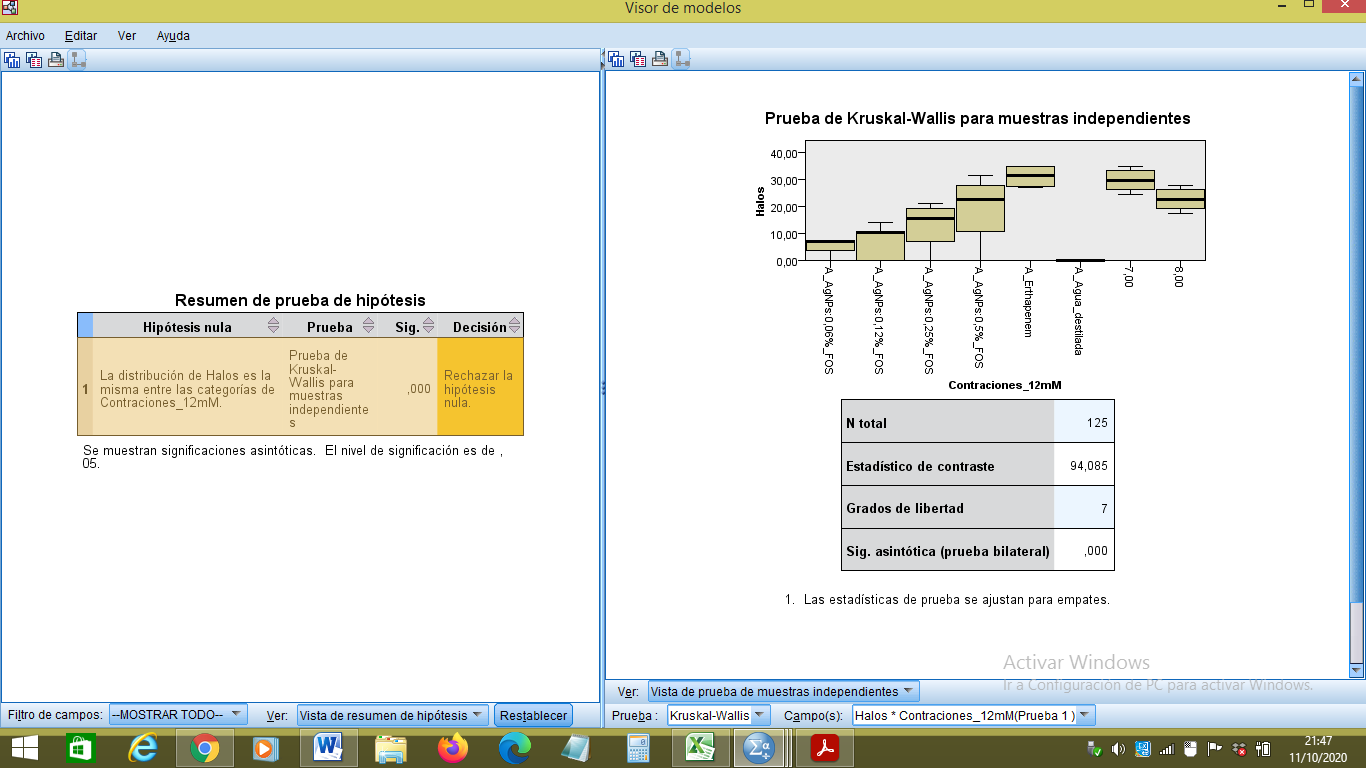 Visor de modelos
Archivo Editar Ver Ayuda
Resumen de prueba de hipótesis
Hipótesis nula Prueba Sig. Decisión
1 La distribución de Halos es la misma entre las categorías de Contraciones_12mM. Prueba de Kruskal-Wallis para muestras independientes ,000 Rechazar la hipótesis nula.
Se muestran significaciones asintóticas. El nivel de significación es de ,
05.
Filtro de campos: --MOSTRAR TODO-- Ver: Vista de resumen de hipótesis Restablecer
Prueba de Kruskal-Wallis para muestras independientes
Halos
40,00
30,00
20,00
10,00
0,00
A_AgNPs:0,06%_FOS
A_AgNPs:0,12%_FOS
A_AgNPs:0,25%_FOS
A_AgNPs:0,5%_FOS
A_Erthapenem
A_Agua_destilada
7,00
8,00
Contraciones_12mM
N total 125
Estadístico de contraste 94,085
Grados de libertad 7
Sig. asintótica (prueba bilateral) ,000
1. Las estadísticas de prueba se ajustan para empates.
Activar Windows
Ir a Configuración de PC para activar Windows.
Ver: Vista de prueba de muestras independientes
Prueba : Kruskal-Wallis Campo(s): Halos * Contraciones_12mM(Prueba 1 )
21:47
11/10/2020